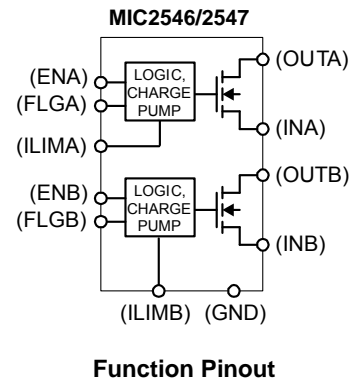 MIC2546/2547
(OUTA)
(ENA)
LOGIC,
CHARGE
PUMP
(FLGA)
(INA)
(ILIMA)
(OUTB)
(ENB)
LOGIC,
CHARGE
PUMP
(FLGB)
(INB)
(ILIMB) (GND)
Function Pinout